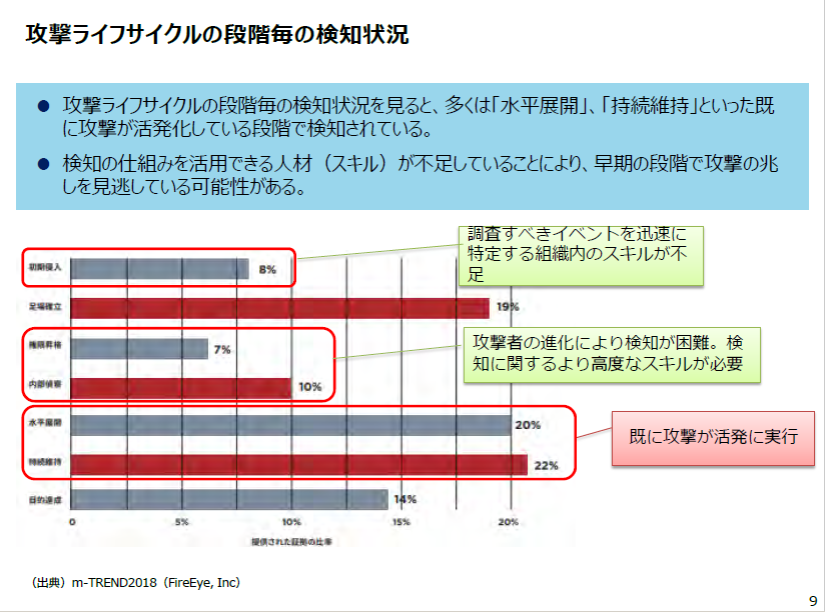 攻撃ライフサイクルの段階毎の検知状況
● 攻撃ライフサイクルの段階毎の検知状況を見ると、多くは「水平展開」、「持続維持」といった既
に攻撃が活発化している段階で検知されている。
● 検知の仕組みを活用できる人材（スキル）が不足していることにより、早期の段階で攻撃の兆
しを見逃している可能性がある。
調査すべきイベントを迅速に
特定する組織内のスキルが不
足
初期侵入
8%
足場確立
19%
権限昇格
7%
攻撃者の進化により検知が困難。検
知に関するより高度なスキルが必要
内部偵察
10%
水平展開
20%
既に攻撃が活発に実行
持続維持
22%
目的達成
14%
0 5% 10% 15% 20%
提供された証拠の比率
（出典）m-TREND2018（FireEye, Inc）
9